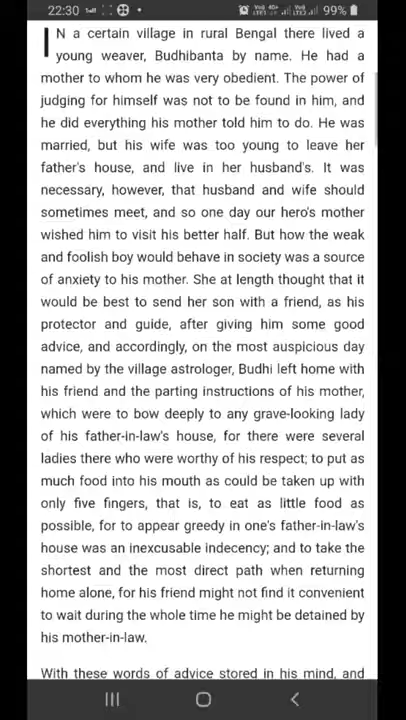 22:30 99%
IN a certain village in rural Bengal there lived a
young weaver, Budhibanta by name. He had a
mother to whom he was very obedient. The power of
judging for himself was not to be found in him, and
he did everything his mother told him to do. He was
married, but his wife was too young to leave her
father's house, and live in her husband's. It was
necessary, however, that husband and wife should
sometimes meet, and so one day our hero's mother
wished him to visit his better half. But how the weak
and foolish boy would behave in society was a source
of anxiety to his mother. She at length thought that it
would be best to send her son with a friend, as his
protector and guide, after giving him some good
advice, and accordingly, on the most auspicious day
named by the village astrologer, Budhi left home with
his friend and the parting instructions of his mother,
which were to bow deeply to any grave-looking lady
of his father-in-law's house, for there were several
ladies there who were worthy of his respect; to put as
much food into his mouth as could be taken up with
only five fingers, that is, to eat as little food as
possible, for to appear greedy in one's father-in-law's
house was an inexcusable indecency; and to take the
shortest and the most direct path when returning
home alone, for his friend might not find it convenient
to wait during the whole time he might be detained by
his mother-in-law.
With these words of advice stored in his mind, and